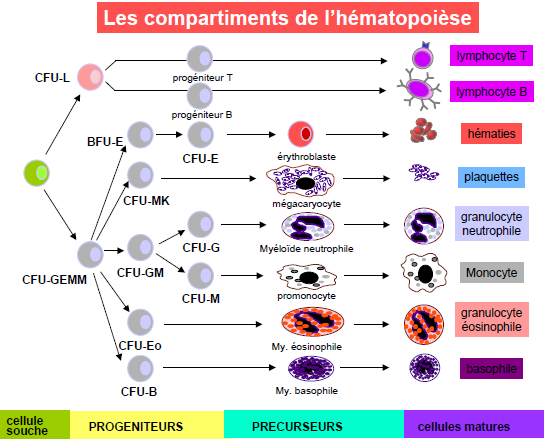 Les compartiments de l'hématopoièse
CFU-L
progéniteur T
lymphocyte T
progéniteur B
lymphocyte B
BFU-E
CFU-E
érythroblaste
hématies
CFU-MK
mégacaryocyte
plaquettes
CFU-GEMM
CFU-GM
CFU-G
Myéloïde neutrophile
granulocyte
neutrophile
CFU-M
promonocyte
Monocyte
CFU-Eo
My. éosinophile
granulocyte
éosinophile
CFU-B
My. basophile
basophile
cellule
souche
PROGENITEURS
PRECURSEURS
cellules matures